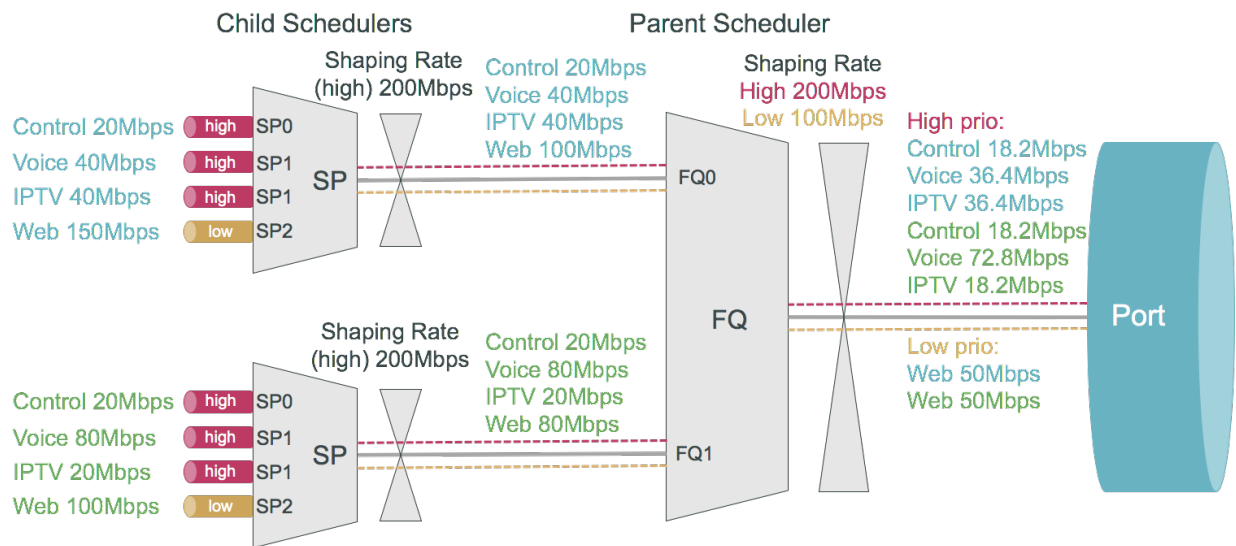 Child Schedulers
Parent Scheduler
Shaping Rate
(high) 200Mbps
Control 20Mbps
Voice 40Mbps
IPTV 40Mbps
Web 100Mbps
Shaping Rate
High 200Mbps
Low 100Mbps
Control 20Mbps
high
SP0
Voice 40Mbps
high
SP1
IPTV 40Mbps
high
SP1
Web 150Mbps
low
SP2
SP
FQ0
High prio:
Control 18.2Mbps
Voice 36.4Mbps
IPTV 36.4Mbps
Control 18.2Mbps
Voice 72.8Mbps
IPTV 18.2Mbps
FQ
Port
Low prio:
Web 50Mbps
Web 50Mbps
Shaping Rate
(high) 200Mbps
Control 20Mbps
Voice 80Mbps
IPTV 20Mbps
Web 80Mbps
Control 20Mbps
high
SP0
Voice 80Mbps
high
SP1
IPTV 20Mbps
high
SP1
Web 100Mbps
low
SP2
SP
FQ1